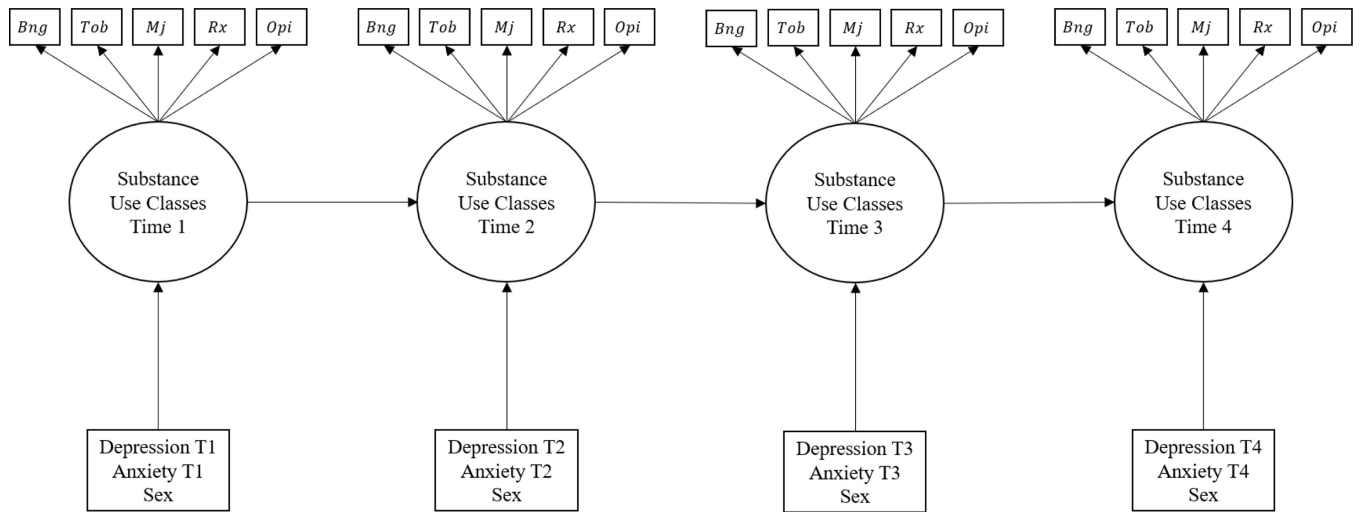 Bng Tob Mj Rx Opi Bng Tob Mj Rx Opi Bng Tob Mj Rx Opi Bng Tob Mj Rx Opi
Substance
Use Classes
Time 1
Substance
Use Classes
Time 2
Substance
Use Classes
Time 3
Substance
Use Classes
Time 4
Depression T1
Anxiety T1
Sex
Depression T2
Anxiety T2
Sex
Depression T3
Anxiety T3
Sex
Depression T4
Anxiety T4
Sex